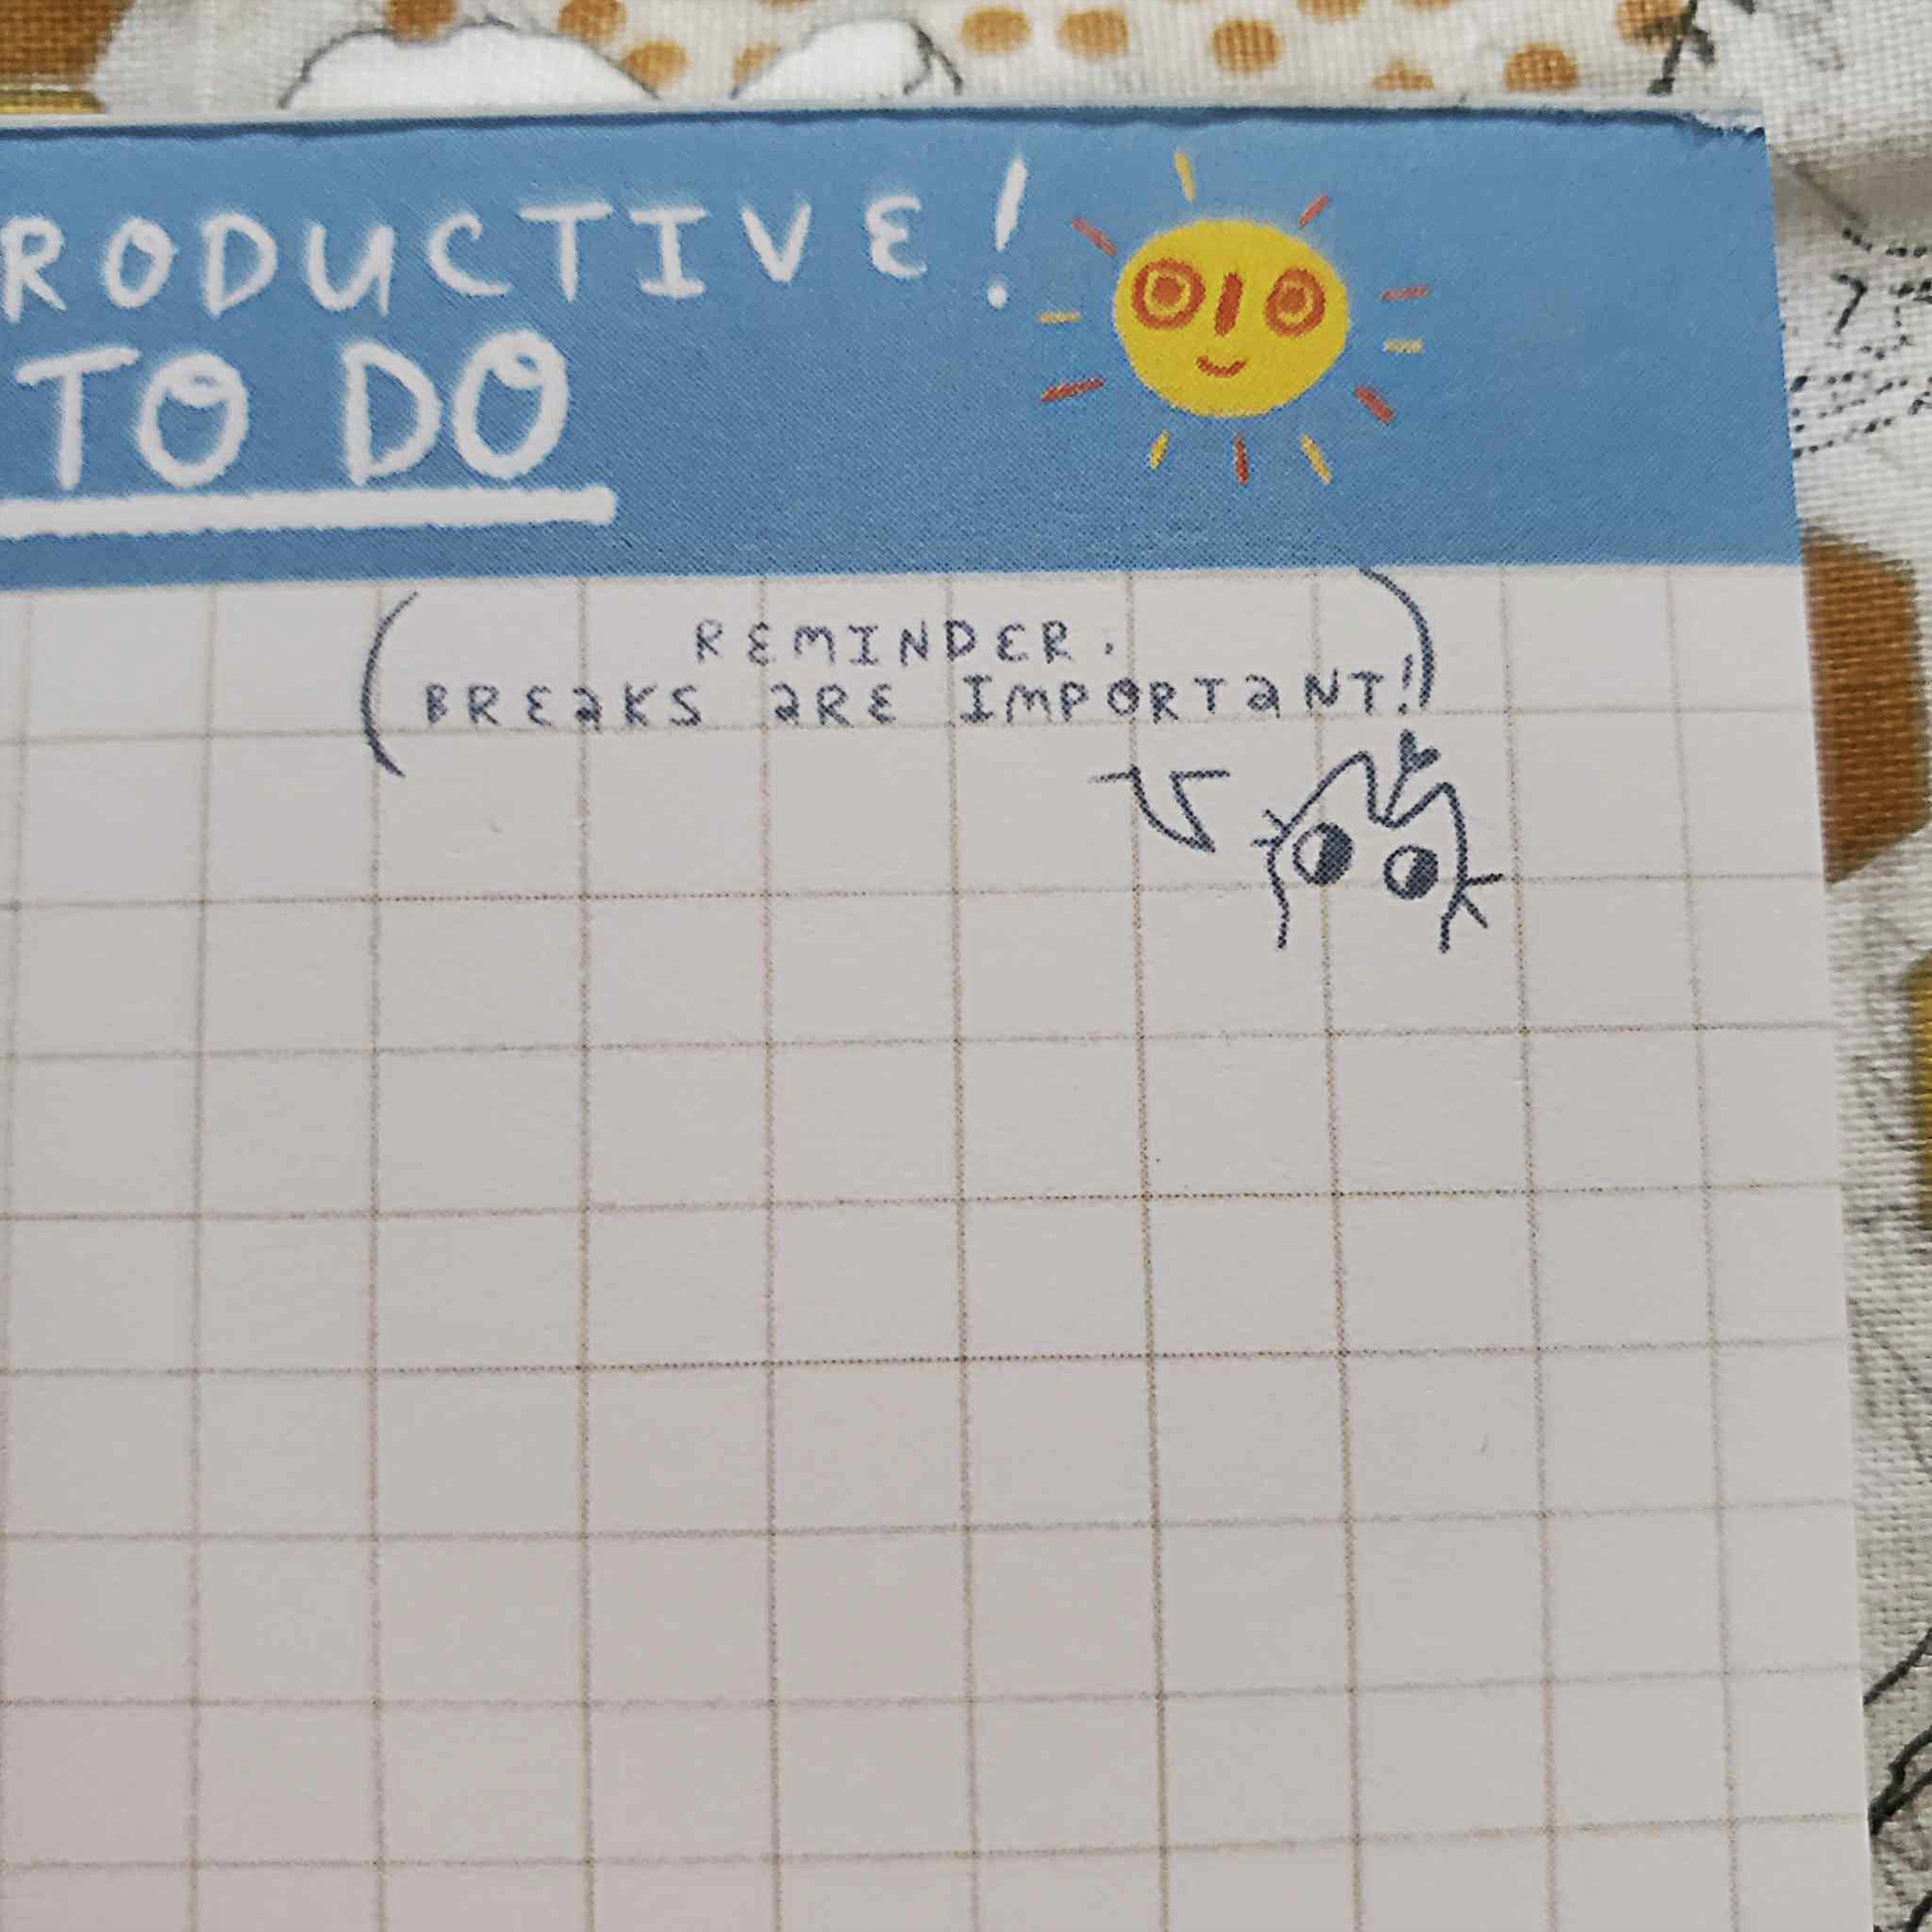 RODUCTIVE!
TO DO
REMINDER.
BREAKS ARE IMPORTANT!